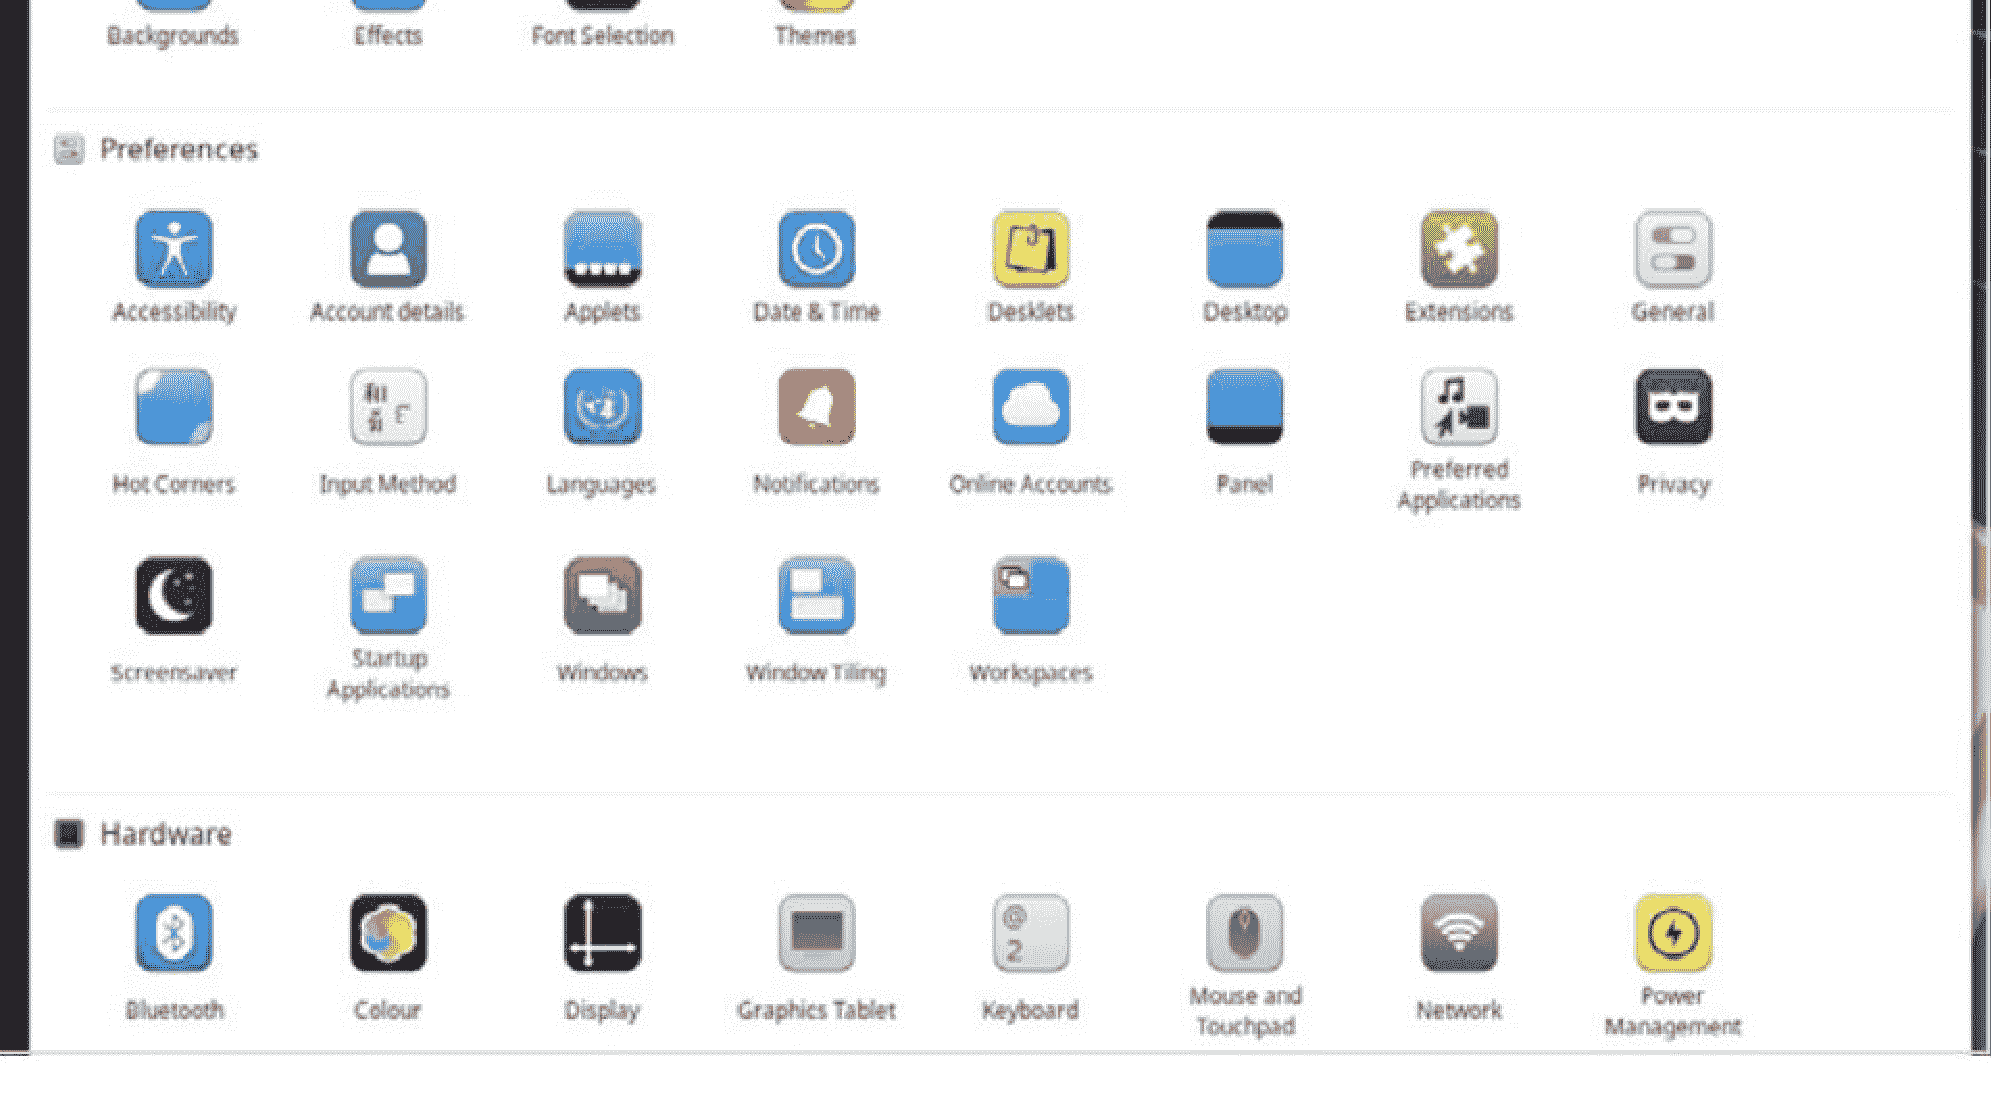 Backgrounds Effects Font Selection Themes
Preferences
Accessibility Account details Applets Date & Time Desklets Desktop Extensions General
Hot Corners Input Method Languages Notifications Online Accounts Panel Preferred Applications Privacy
Screensaver Startup Applications Windows Window Tiling Workspaces
Hardware
@
2
Bluetooth Colour Display Graphics Tablet Keyboard Mouse and Touchpad Network Power Management